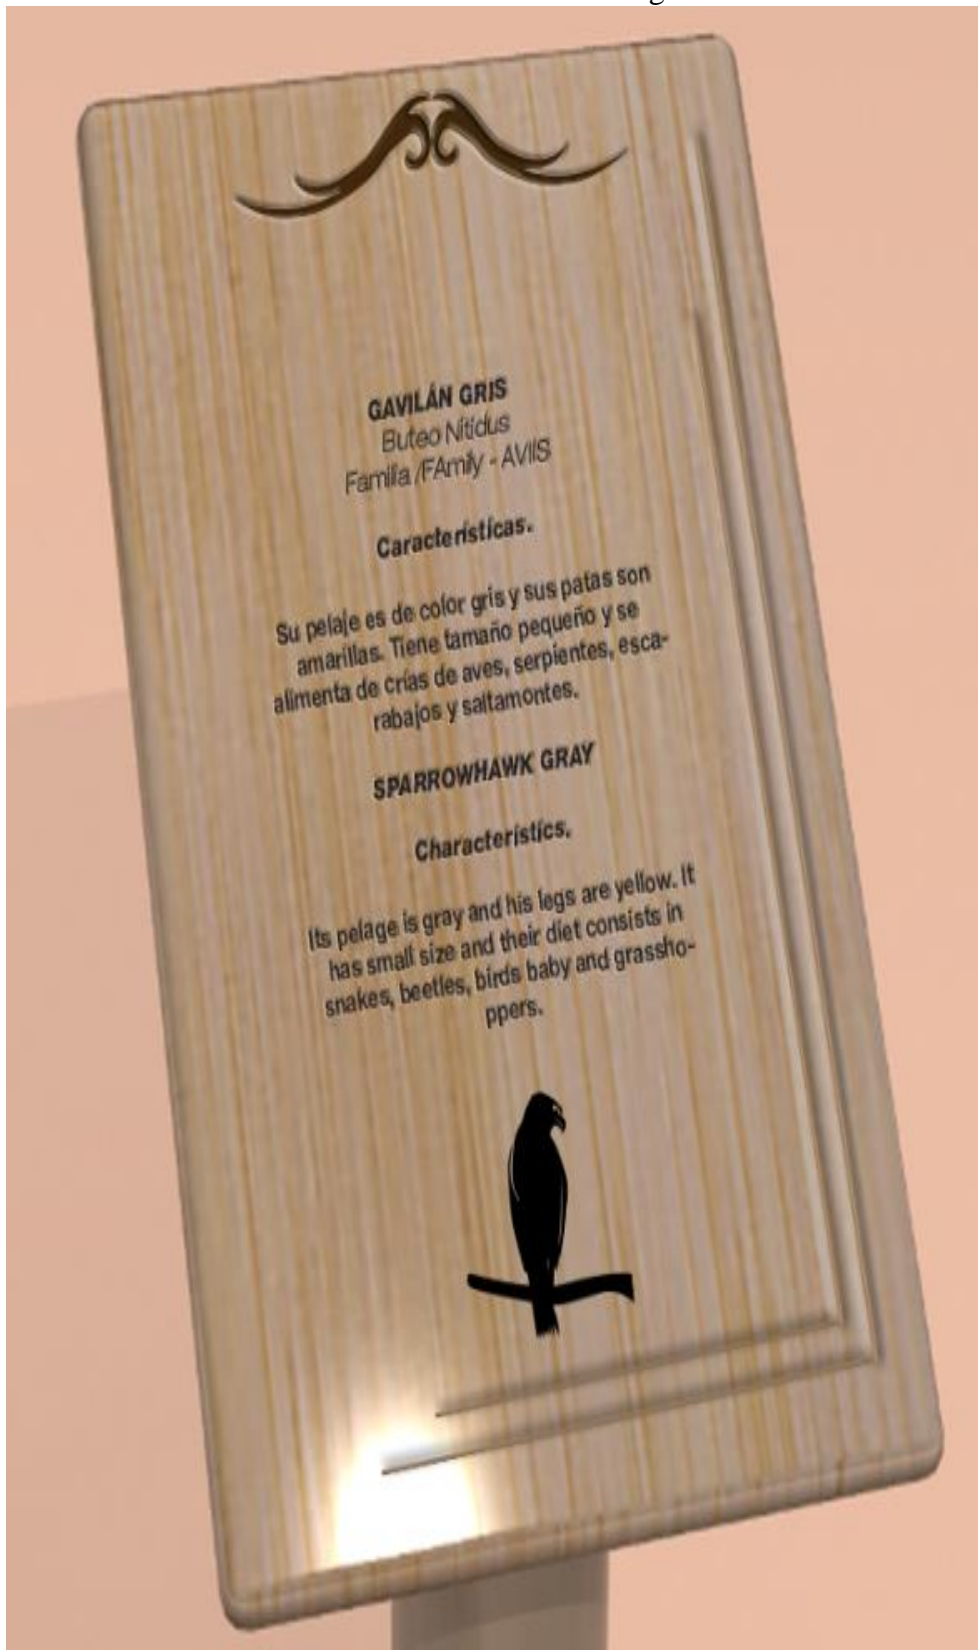 GAVILÁN GRIS
Buteo Nitidus
Familia /FAmily - AVIIS
Características.
Su pelaje es de color gris y sus patas son
amarillas. Tiene tamaño pequeño y se
alimenta de crías de aves, serpientes, esca-
rabajos y saltamontes.
SPARROWHAWK GRAY
Characteristics.
Its pelage is gray and his legs are yellow. It
has small size and their diet consists in
snakes, beetles, birds baby and grassho-
ppers.